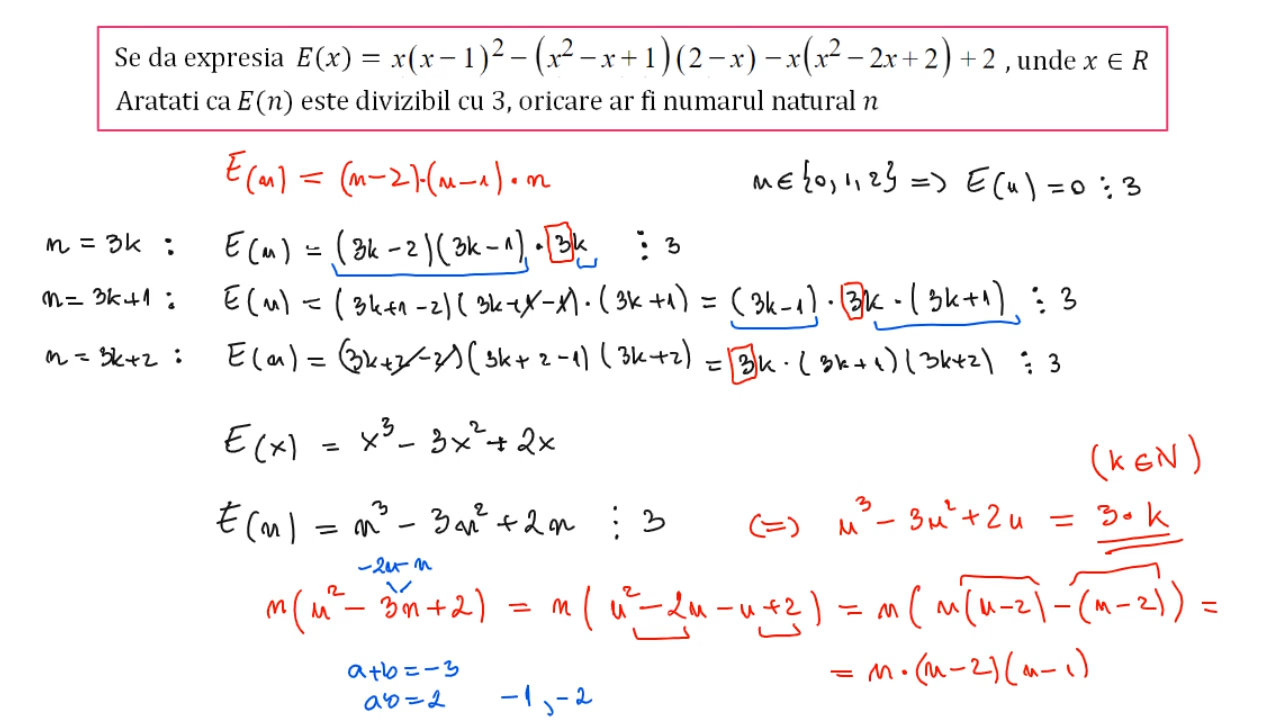 Se da expresia E(x) = x(x−1)² − (x²−x+1)(2−x) − x(x²−2x+2) + 2 , unde x ∈ R
Aratati ca E(n) este divizibil cu 3, oricare ar fi numarul natural n
E(n) = (n−2)·(n−1)·n
n∈{0,1,2} => E(n) = 0 ⋮ 3
n = 3k : E(n) = (3k−2)(3k−1)·3k ⋮ 3
n = 3k+1 : E(n) = (3k+1−2)(3k+1−1)·(3k+1) = (3k−1)·3k·(3k+1) ⋮ 3
n = 3k+2 : E(n) = (3k+2−2)(3k+2−1)(3k+2) = 3k·(3k+1)(3k+2) ⋮ 3
E(x) = x³ − 3x² + 2x
(k∈N)
E(n) = n³ − 3n² + 2n ⋮ 3 (=) n³ − 3n² + 2n = 3·k
−2n−n
n(n² − 3n + 2) = n(n² − 2n − n + 2) = n(n(n−2) − (n−2)) =
a+b = −3
= n·(n−2)(n−1)
ab = 2 −1, −2